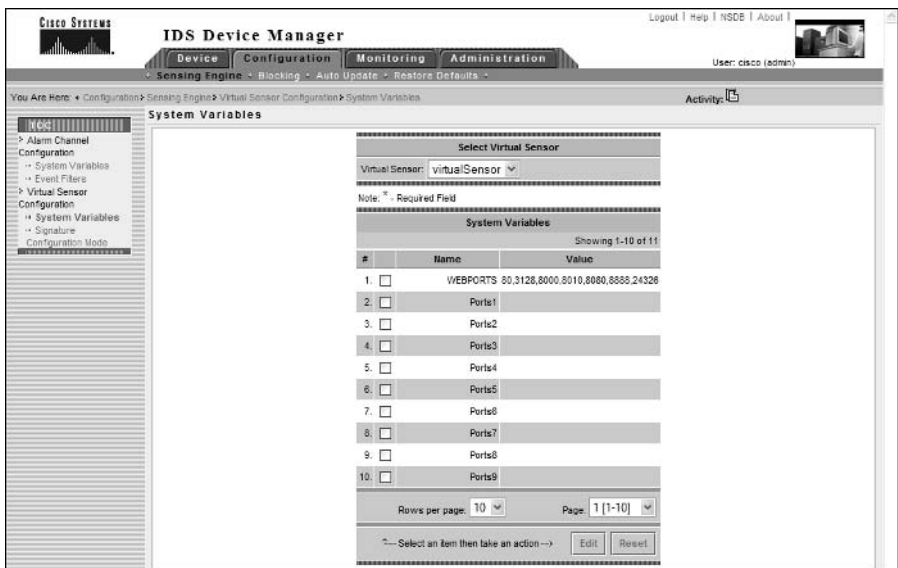 CISCO SYSTEMS
Logout | Help | NSDB | About |
IDS Device Manager
Device Configuration Monitoring Administration
User: cisco (admin)
Sensing Engine • Blocking • Auto Update • Restore Defaults •
You Are Here: • Configuration > Sensing Engine > Virtual Sensor Configuration > System Variables
Activity:
TOC
System Variables
> Alarm Channel
Configuration
System Variables
Event Filters
> Virtual Sensor
Configuration
System Variables
Signature
Configuration Mode
Select Virtual Sensor
Virtual Sensor: virtualSensor
Note: * - Required Field
System Variables
Showing 1-10 of 11
# Name Value
1. WEBPORTS 80,3128,8000,8010,8080,8888,24326
2. Ports1
3. Ports2
4. Ports3
5. Ports4
6. Ports5
7. Ports6
8. Ports7
9. Ports8
10. Ports9
Rows per page: 10 Page: 1 [1-10]
^--- Select an item then take an action ---> Edit Reset